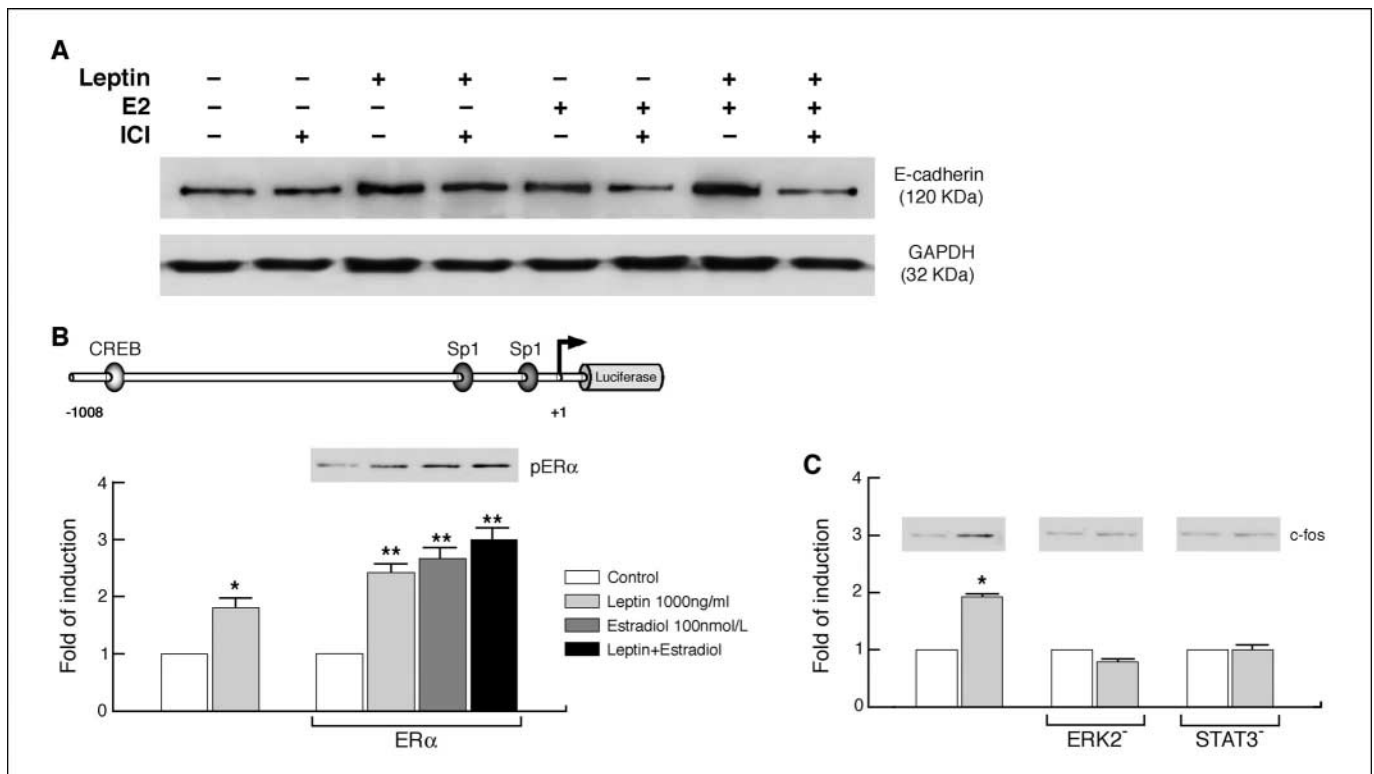 A
Leptin – – + + – – + +
E2 – – – – + + + +
ICI – + – + – + – +
E-cadherin
(120 KDa)
GAPDH
(32 KDa)
B
CREB Sp1 Sp1
Luciferase
-1008 +1
pERα
4
3
2
1
0
Fold of induction
* ** ** **
ERα
Control
Leptin 1000ng/ml
Estradiol 100nmol/L
Leptin+Estradiol
C
4
3
2
1
0
Fold of induction
c-fos
*
ERK2⁻ STAT3⁻